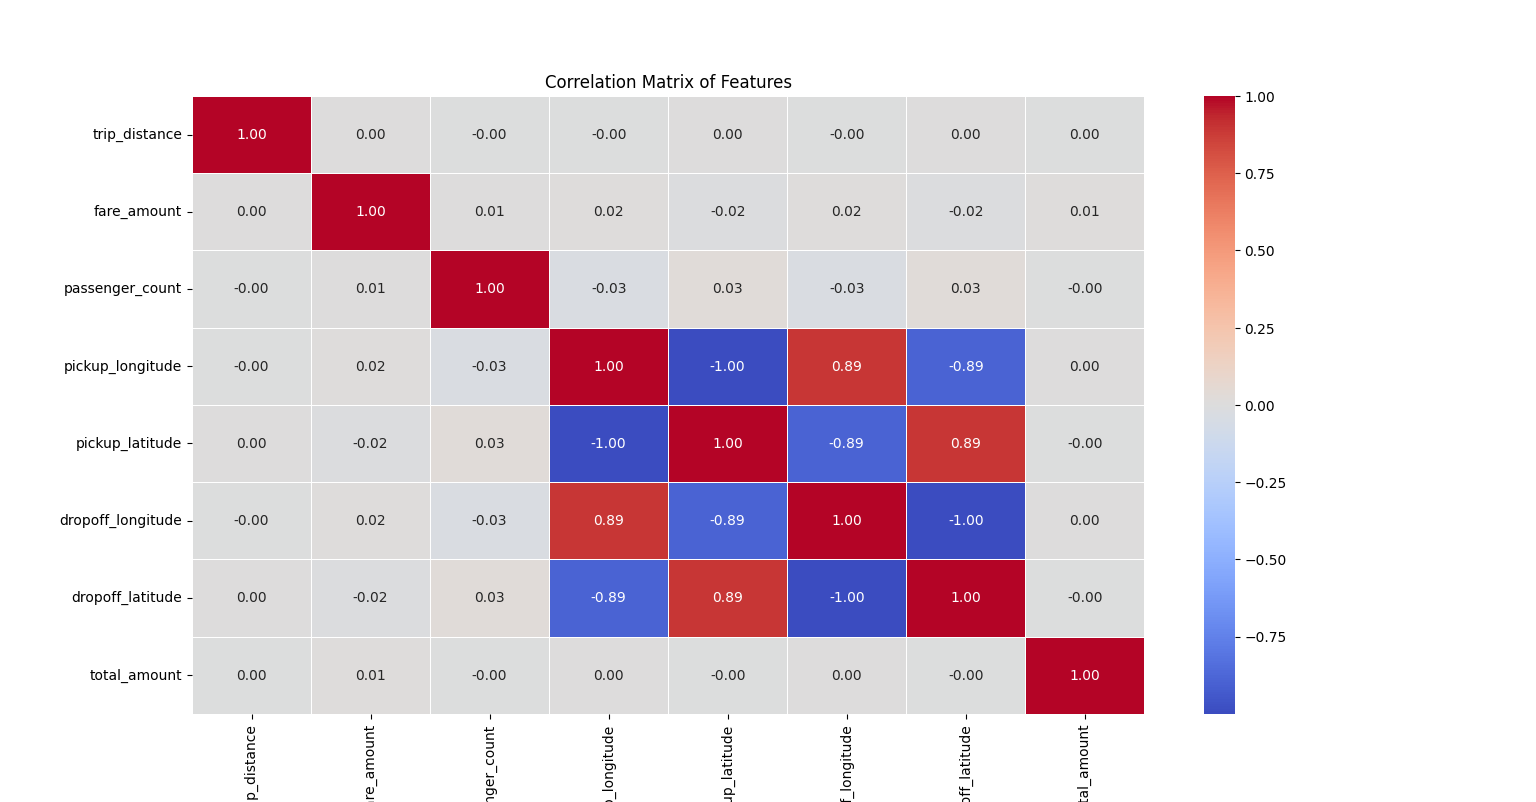 Correlation Matrix of Features
trip_distance 1.00 0.00 -0.00 -0.00 0.00 -0.00 0.00 0.00
fare_amount 0.00 1.00 0.01 0.02 -0.02 0.02 -0.02 0.01
passenger_count -0.00 0.01 1.00 -0.03 0.03 -0.03 0.03 -0.00
pickup_longitude -0.00 0.02 -0.03 1.00 -1.00 0.89 -0.89 0.00
pickup_latitude 0.00 -0.02 0.03 -1.00 1.00 -0.89 0.89 -0.00
dropoff_longitude -0.00 0.02 -0.03 0.89 -0.89 1.00 -1.00 0.00
dropoff_latitude 0.00 -0.02 0.03 -0.89 0.89 -1.00 1.00 -0.00
total_amount 0.00 0.01 -0.00 0.00 -0.00 0.00 -0.00 1.00
p_distance
re_amount
nger_count
p_longitude
up_latitude
f_longitude
off_latitude
tal_amount
1.00
0.75
0.50
0.25
0.00
−0.25
−0.50
−0.75